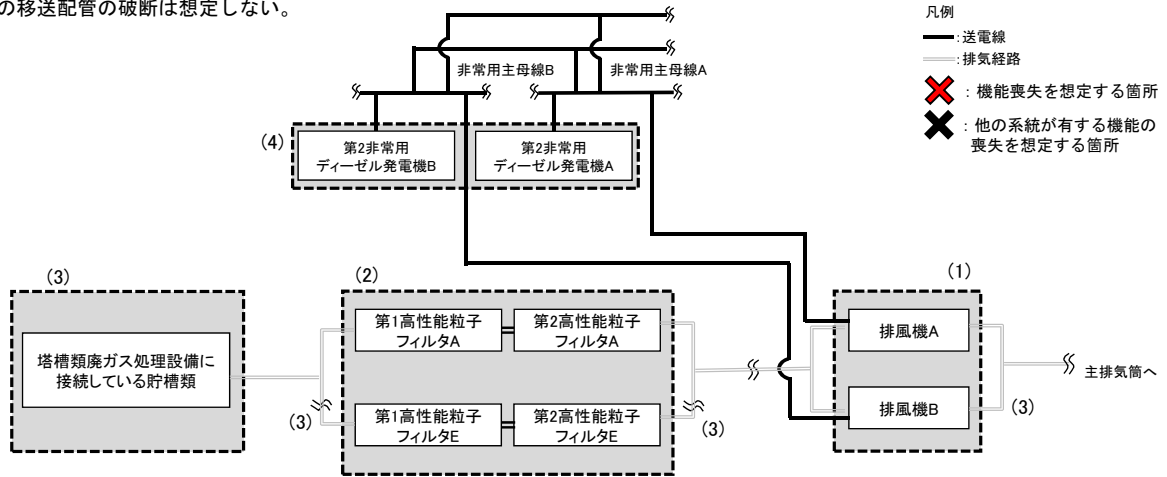 の移送配管の破断は想定しない。
凡例
:送電線
:排気経路
: 機能喪失を想定する箇所
: 他の系統が有する機能の
喪失を想定する箇所
非常用主母線B
非常用主母線A
(4)
第2非常用
ディーゼル発電機B
第2非常用
ディーゼル発電機A
(3)
塔槽類廃ガス処理設備に
接続している貯槽類
(2)
第1高性能粒子
フィルタA
第2高性能粒子
フィルタA
(3)
第1高性能粒子
フィルタE
第2高性能粒子
フィルタE
(3)
(1)
排風機A
排風機B
(3)
主排気筒へ